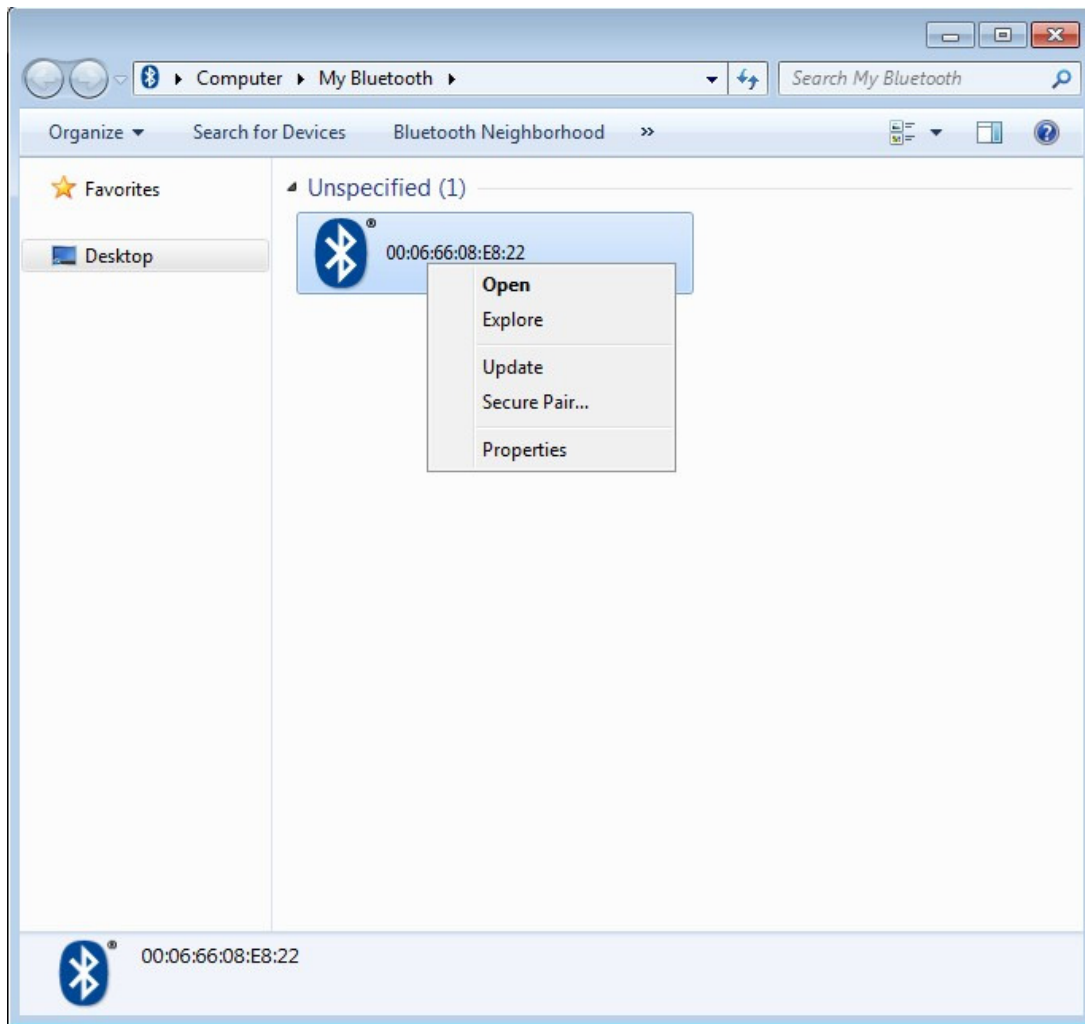 Computer My Bluetooth Search My Bluetooth
Organize Search for Devices Bluetooth Neighborhood »
Favorites
Desktop
Unspecified (1)
00:06:66:08:E8:22
Open
Explore
Update
Secure Pair...
Properties
00:06:66:08:E8:22